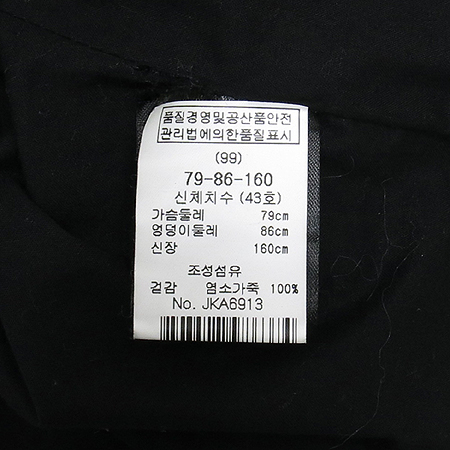 품질경영및공산품안전
관리법에의한품질표시
(99)
79-86-160
신체치수 (43호)
가슴둘레 79cm
엉덩이둘레 86cm
신장 160cm
조성섬유
겉감 염소가죽 100%
No. JKA6913